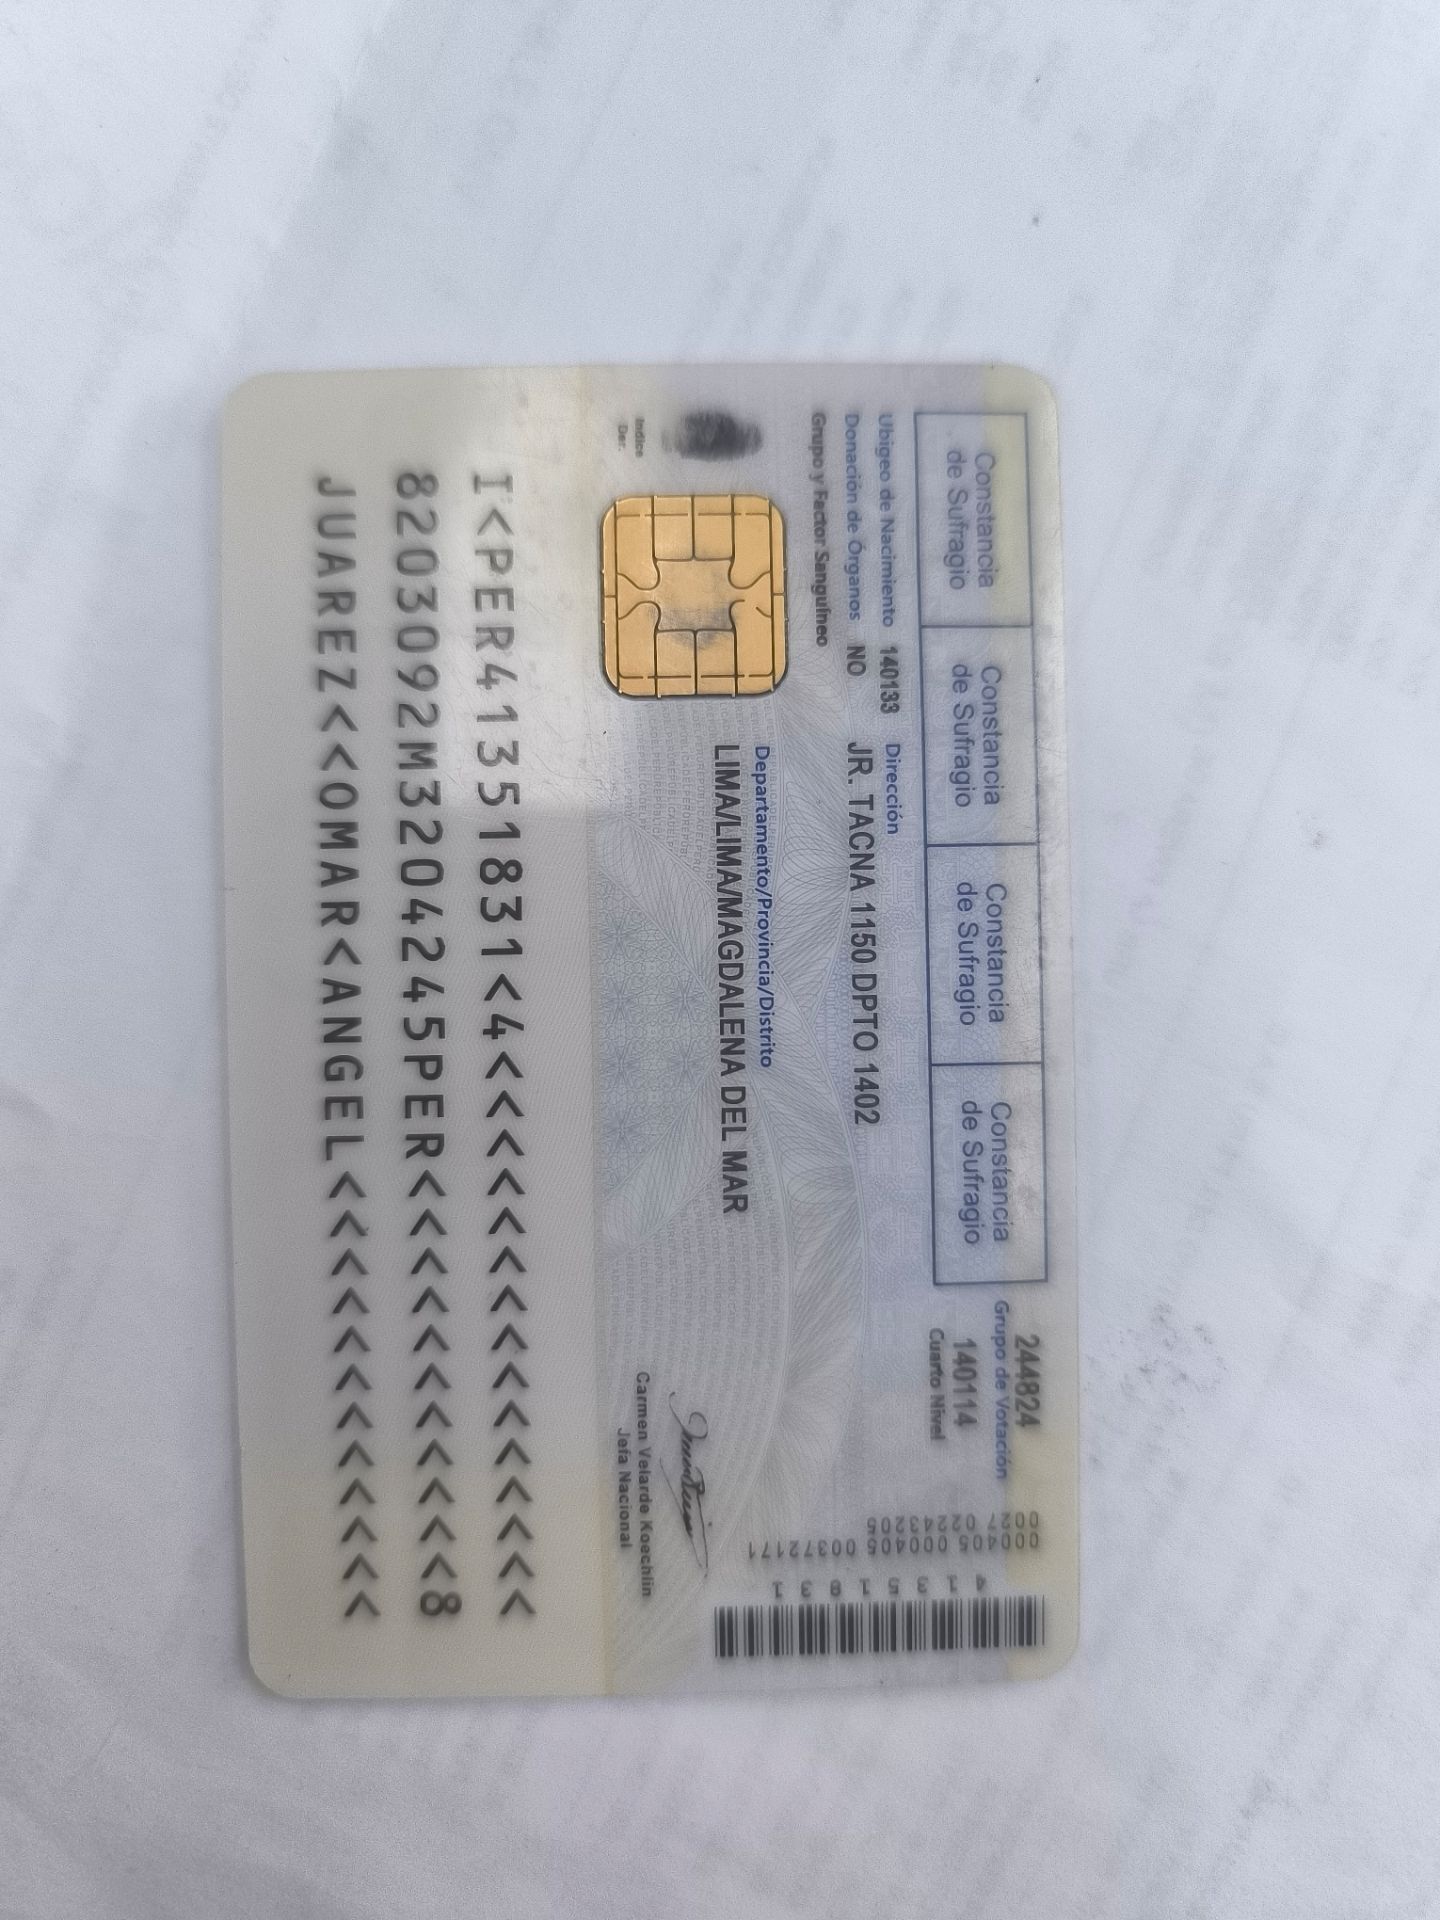 Constancia
de Sufragio
Constancia
de Sufragio
Constancia
de Sufragio
Constancia
de Sufragio
244824
Grupo de Votación
140114
Cuarto Nivel
Ubigeo de Nacimiento 140133
Donación de Órganos NO
Grupo y Factor Sanguíneo
Dirección
JR. TACNA 1150 DPTO 1402
Departamento/Provincia/Distrito
LIMA/LIMA/MAGDALENA DEL MAR
41351831
Indice
Der.
Carmen Velarde Koechlin
Jefa Nacional
I<PER41351831<4<<<<<<<<<<<<<<<
8203092M3204245PER<<<<<<<<<<<8
JUAREZ<<OMAR<ANGEL<<<<<<<<<<<<